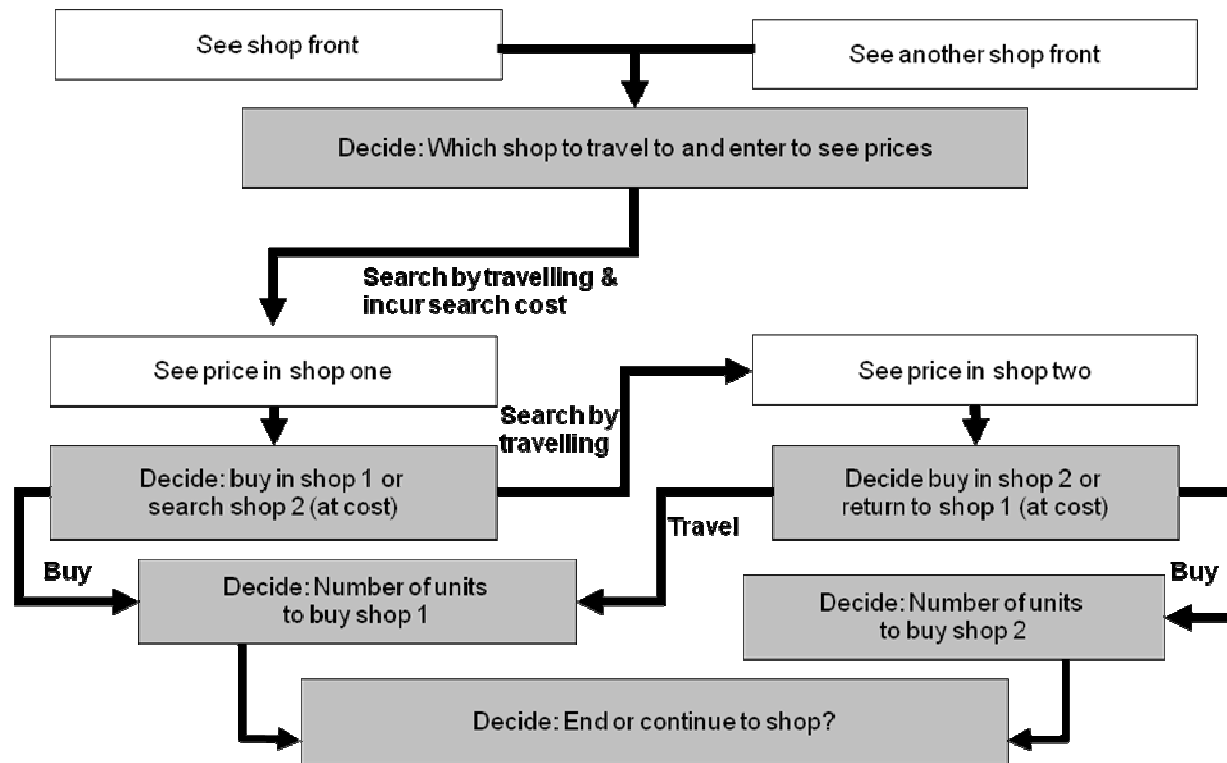 See shop front
See another shop front
Decide: Which shop to travel to and enter to see prices
Search by travelling &
incur search cost
See price in shop one
See price in shop two
Search by
travelling
Decide: buy in shop 1 or
search shop 2 (at cost)
Decide buy in shop 2 or
return to shop 1 (at cost)
Travel
Buy
Buy
Decide: Number of units
to buy shop 1
Decide: Number of units
to buy shop 2
Decide: End or continue to shop?